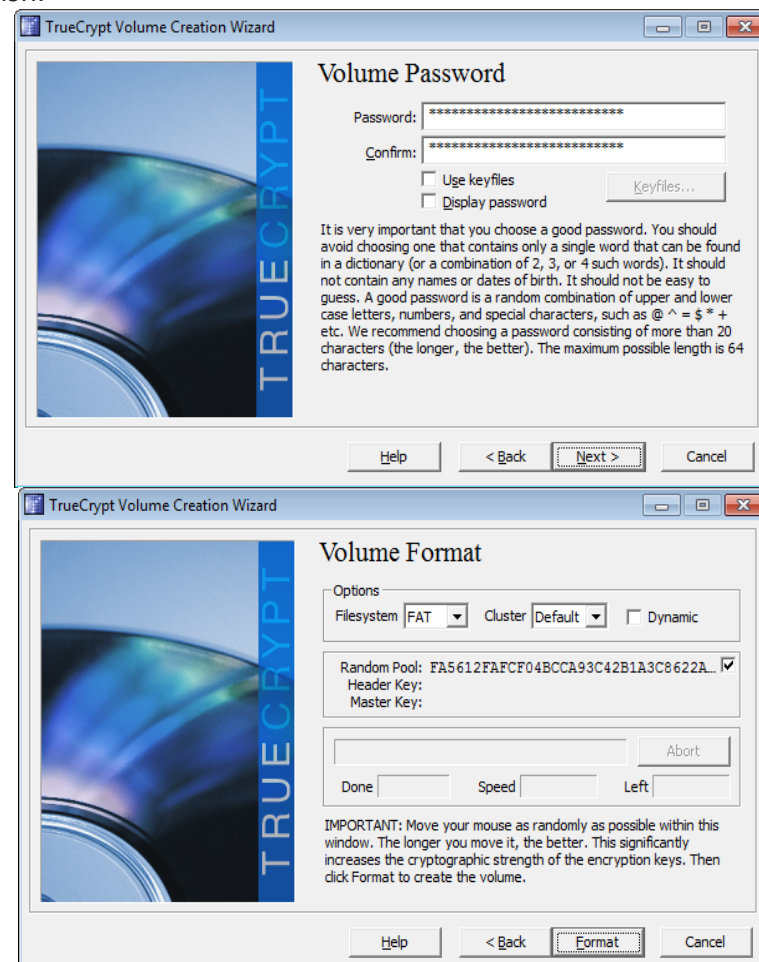 TrueCrypt Volume Creation Wizard
TRUECRYPT
Volume Password
Password: **************************
Confirm: **************************
Use keyfiles
Keyfiles...
Display password
It is very important that you choose a good password. You should
avoid choosing one that contains only a single word that can be found
in a dictionary (or a combination of 2, 3, or 4 such words). It should
not contain any names or dates of birth. It should not be easy to
guess. A good password is a random combination of upper and lower
case letters, numbers, and special characters, such as @ ^ = $ * +
etc. We recommend choosing a password consisting of more than 20
characters (the longer, the better). The maximum possible length is 64
characters.
Help < Back Next > Cancel
TrueCrypt Volume Creation Wizard
TRUECRYPT
Volume Format
Options
Filesystem FAT Cluster Default Dynamic
Random Pool: FA5612FAFCF04BCCA93C42B1A3C8622A...
Header Key:
Master Key:
Abort
Done Speed Left
IMPORTANT: Move your mouse as randomly as possible within this
window. The longer you move it, the better. This significantly
increases the cryptographic strength of the encryption keys. Then
click Format to create the volume.
Help < Back Format Cancel